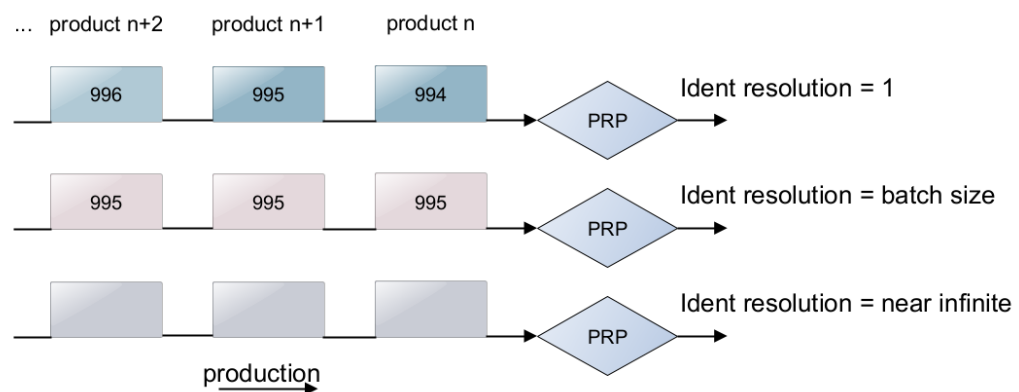 ... product n+2 product n+1 product n
996 995 994 PRP Ident resolution = 1
995 995 995 PRP Ident resolution = batch size
PRP Ident resolution = near infinite
production